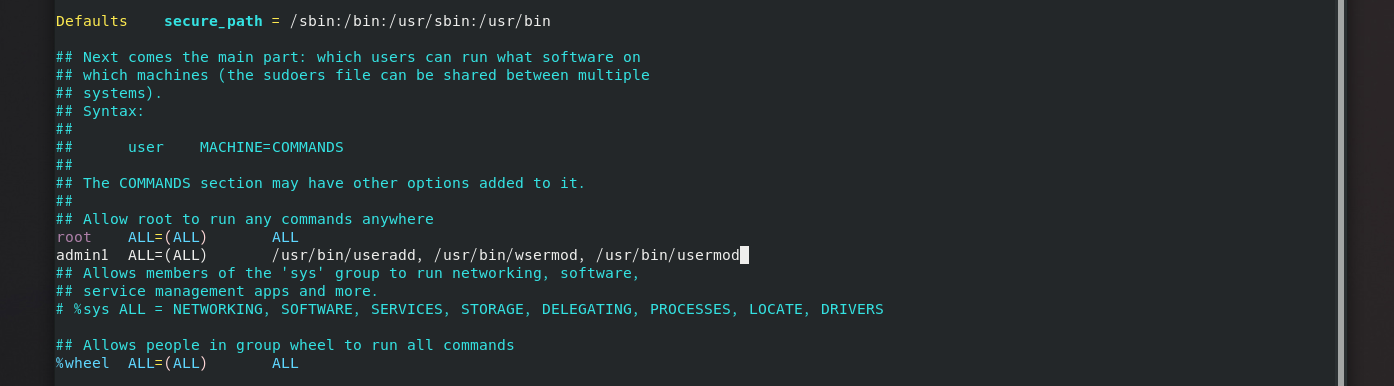 Defaults    secure_path = /sbin:/bin:/usr/sbin:/usr/bin
## Next comes the main part: which users can run what software on
## which machines (the sudoers file can be shared between multiple
## systems).
## Syntax:
##
##      user    MACHINE=COMMANDS
##
## The COMMANDS section may have other options added to it.
##
## Allow root to run any commands anywhere
root    ALL=(ALL)       ALL
admin1  ALL=(ALL)       /usr/bin/useradd, /usr/bin/wsermod, /usr/bin/usermod
## Allows members of the 'sys' group to run networking, software,
## service management apps and more.
# %sys ALL = NETWORKING, SOFTWARE, SERVICES, STORAGE, DELEGATING, PROCESSES, LOCATE, DRIVERS
## Allows people in group wheel to run all commands
%wheel  ALL=(ALL)       ALL